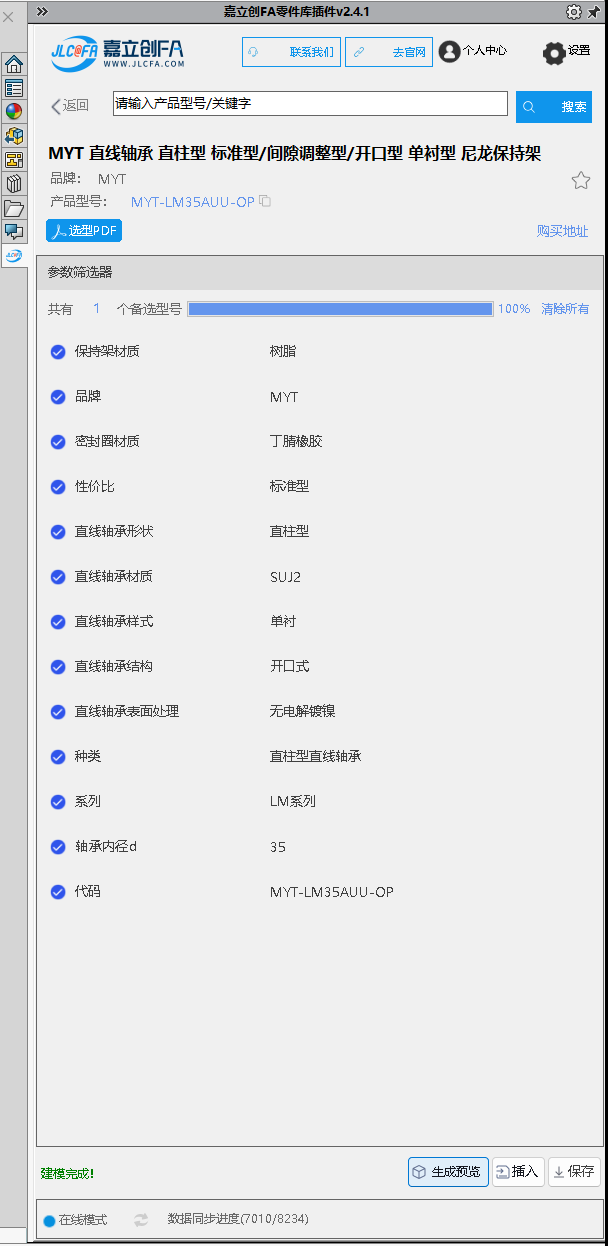 嘉立创FA零件库插件v2.4.1
JLC@FA 嘉立创FA
WWW.JLCFA.COM
联系我们
去官网
个人中心
设置
返回
请输入产品型号/关键字
搜索
MYT 直线轴承 直柱型 标准型/间隙调整型/开口型 单衬型 尼龙保持架
品牌: MYT
产品型号: MYT-LM35AUU-OP
选型PDF
购买地址
参数筛选器
共有 1 个备选型号 100% 清除所有
保持架材质 树脂
品牌 MYT
密封圈材质 丁腈橡胶
性价比 标准型
直线轴承形状 直柱型
直线轴承材质 SUJ2
直线轴承样式 单衬
直线轴承结构 开口式
直线轴承表面处理 无电解镀镍
种类 直柱型直线轴承
系列 LM系列
轴承内径d 35
代码 MYT-LM35AUU-OP
建模完成!
生成预览
插入
保存
在线模式
数据同步进度(7010/8234)